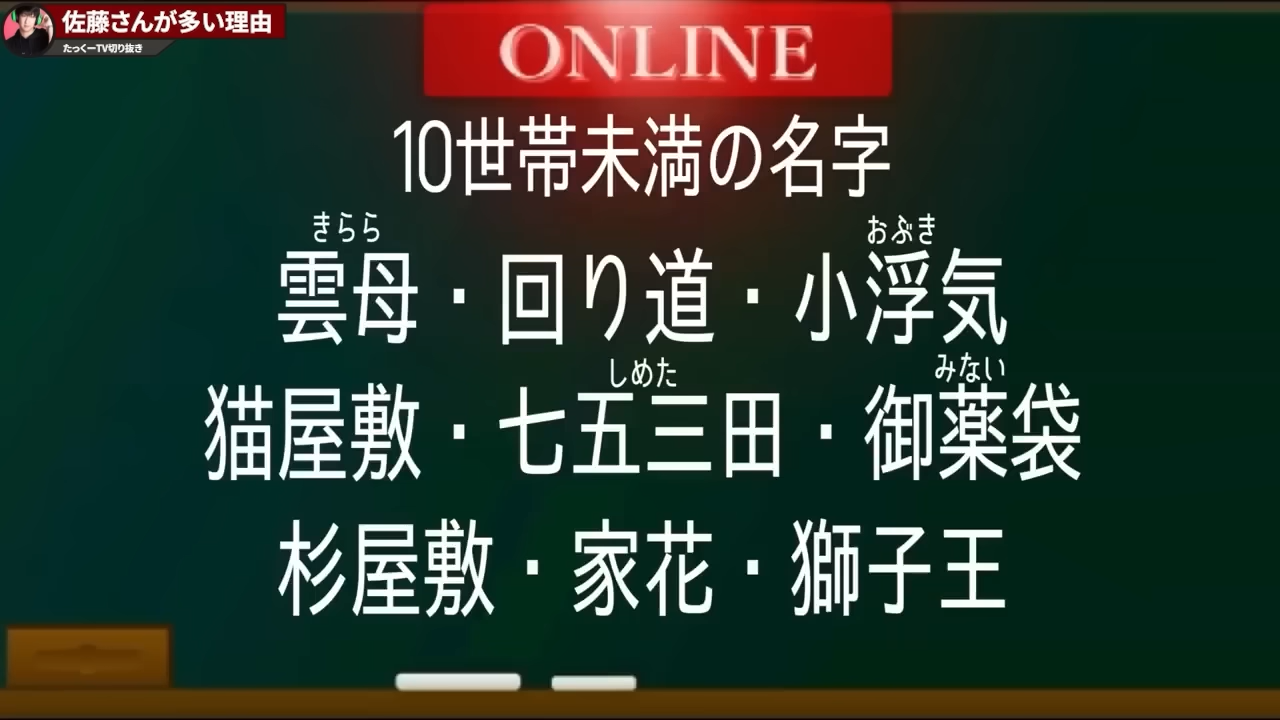 佐藤さんが多い理由
たっくーTV切り抜き
ONLINE
10世帯未満の名字
きらら おぶき
雲母・回り道・小浮気
しめた みない
猫屋敷・七五三田・御薬袋
杉屋敷・家花・獅子王